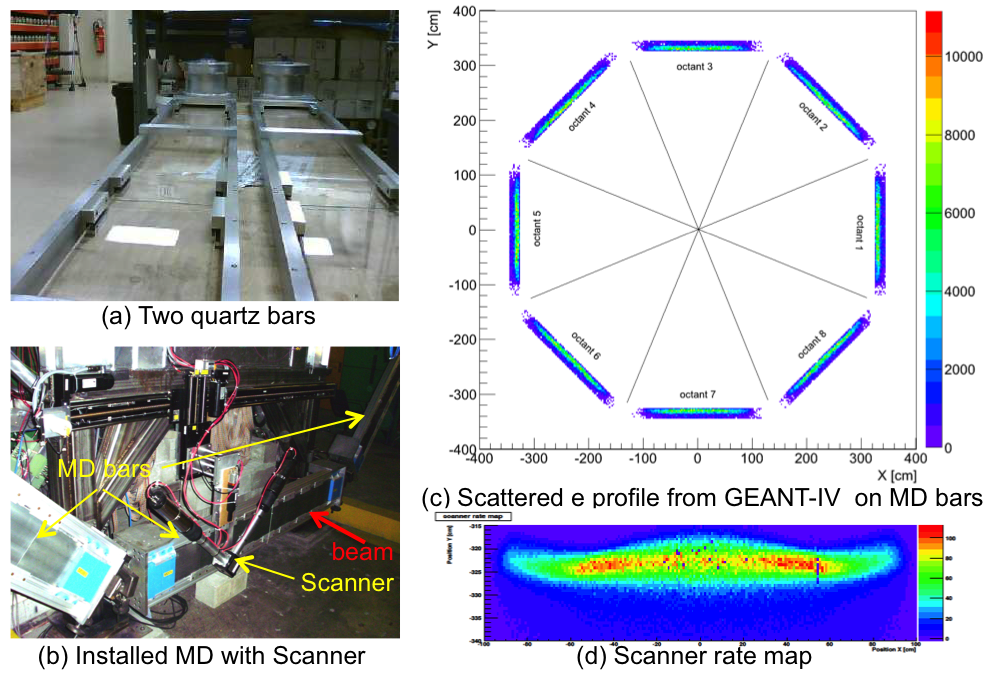 (a) Two quartz bars
MD bars
beam
Scanner
(b) Installed MD with Scanner
Y [cm]
400
300
200
100
0
-100
-200
-300
-400
-400 -300 -200 -100 0 100 200 300 400
X [cm]
octant 3
octant 4
octant 2
octant 5
octant 1
octant 6
octant 8
octant 7
10000
8000
6000
4000
2000
0
(c) Scattered e profile from GEANT-IV on MD bars
scanner rate map
Position Y [cm]
-315
-320
-325
-330
-335
-340
-100 -80 -60 -40 -20 0 20 40 60 80 100
Position X [cm]
100
80
60
40
20
0
(d) Scanner rate map